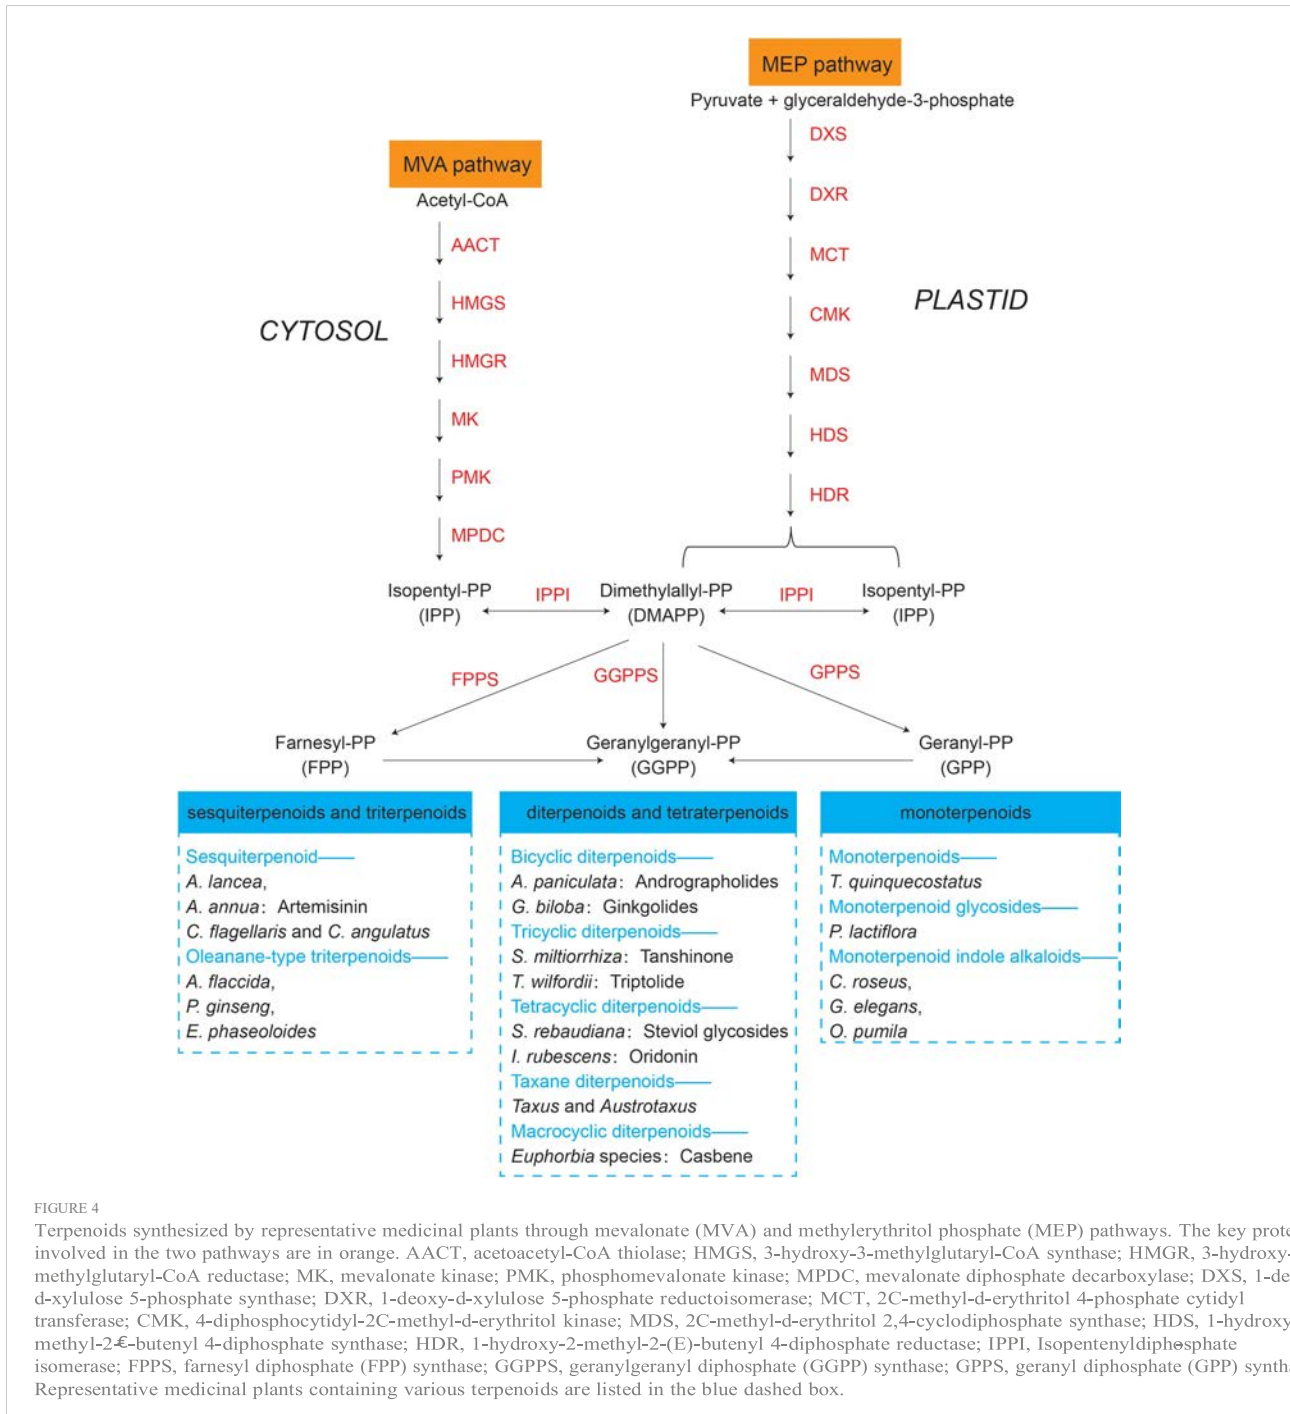 MEP pathway
Pyruvate + glyceraldehyde-3-phosphate
DXS
DXR
MCT
CMK
MDS
HDS
HDR
PLASTID
MVA pathway
Acetyl-CoA
AACT
HMGS
HMGR
MK
PMK
MPDC
CYTOSOL
Isopentyl-PP
(IPP)
IPPI
Dimethylallyl-PP
(DMAPP)
IPPI
Isopentyl-PP
(IPP)
FPPS
GGPPS
GPPS
Farnesyl-PP
(FPP)
Geranylgeranyl-PP
(GGPP)
Geranyl-PP
(GPP)
sesquiterpenoids and triterpenoids
Sesquiterpenoid——
A. lancea,
A. annua: Artemisinin
C. flagellaris and C. angulatus
Oleanane-type triterpenoids——
A. flaccida,
P. ginseng,
E. phaseoloides
diterpenoids and tetraterpenoids
Bicyclic diterpenoids——
A. paniculata: Andrographolides
G. biloba: Ginkgolides
Tricyclic diterpenoids——
S. miltiorrhiza: Tanshinone
T. wilfordii: Triptolide
Tetracyclic diterpenoids——
S. rebaudiana: Steviol glycosides
I. rubescens: Oridonin
Taxane diterpenoids——
Taxus and Austrotaxus
Macrocyclic diterpenoids——
Euphorbia species: Casbene
monoterpenoids
Monoterpenoids——
T. quinquecostatus
Monoterpenoid glycosides——
P. lactiflora
Monoterpenoid indole alkaloids——
C. roseus,
G. elegans,
O. pumila
FIGURE 4
Terpenoids synthesized by representative medicinal plants through mevalonate (MVA) and methylerythritol phosphate (MEP) pathways. The key prote
involved in the two pathways are in orange. AACT, acetoacetyl-CoA thiolase; HMGS, 3-hydroxy-3-methylglutaryl-CoA synthase; HMGR, 3-hydroxy-
methylglutaryl-CoA reductase; MK, mevalonate kinase; PMK, phosphomevalonate kinase; MPDC, mevalonate diphosphate decarboxylase; DXS, 1-de
d-xylulose 5-phosphate synthase; DXR, 1-deoxy-d-xylulose 5-phosphate reductoisomerase; MCT, 2C-methyl-d-erythritol 4-phosphate cytidyl
transferase; CMK, 4-diphosphocytidyl-2C-methyl-d-erythritol kinase; MDS, 2C-methyl-d-erythritol 2,4-cyclodiphosphate synthase; HDS, 1-hydroxy
methyl-2-€-butenyl 4-diphosphate synthase; HDR, 1-hydroxy-2-methyl-2-(E)-butenyl 4-diphosphate reductase; IPPI, Isopentenyldiphosphate
isomerase; FPPS, farnesyl diphosphate (FPP) synthase; GGPPS, geranylgeranyl diphosphate (GGPP) synthase; GPPS, geranyl diphosphate (GPP) synth
Representative medicinal plants containing various terpenoids are listed in the blue dashed box.